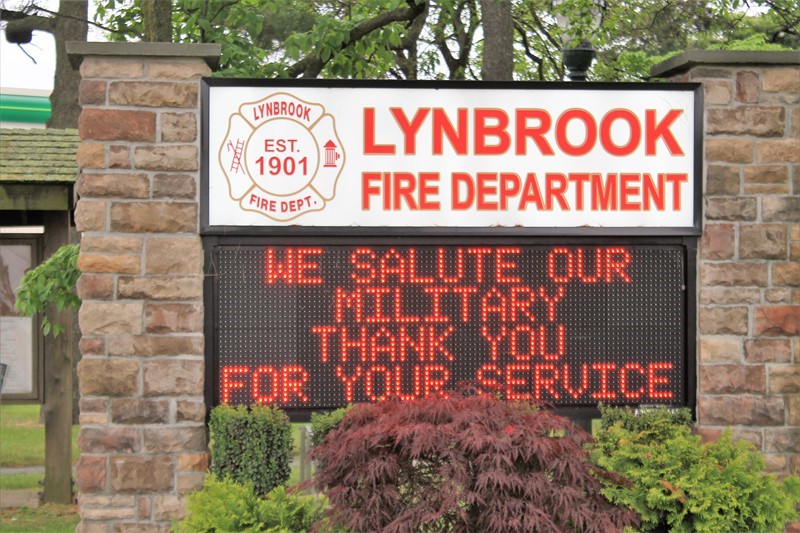 LYNBROOK
EST.
1901
FIRE DEPT.
LYNBROOK
FIRE DEPARTMENT
WE SALUTE OUR
MILITARY
THANK YOU
FOR YOUR SERVICE